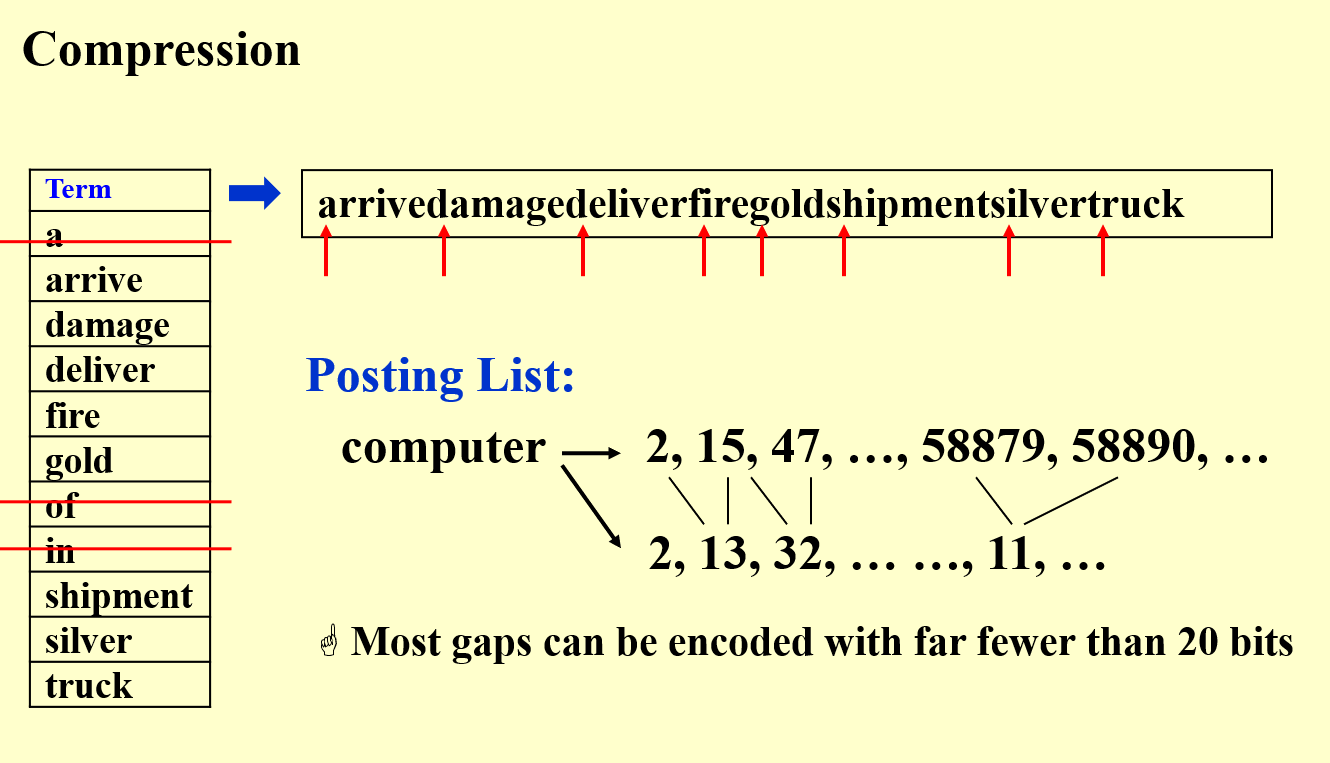 Compression
Term
a
arrive
damage
deliver
fire
gold
of
in
shipment
silver
truck
arrivedamagedeliverfiregoldshipmentsilvertruck
Posting List:
computer 2, 15, 47, …, 58879, 58890, …
2, 13, 32, … …, 11, …
☝ Most gaps can be encoded with far fewer than 20 bits